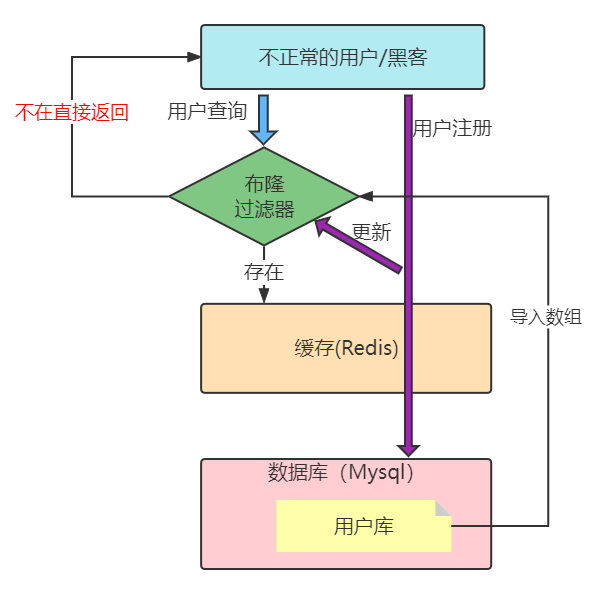 不正常的用户/黑客
不在直接返回
用户查询
用户注册
布隆
过滤器
更新
存在
导入数组
缓存(Redis)
数据库（Mysql）
用户库